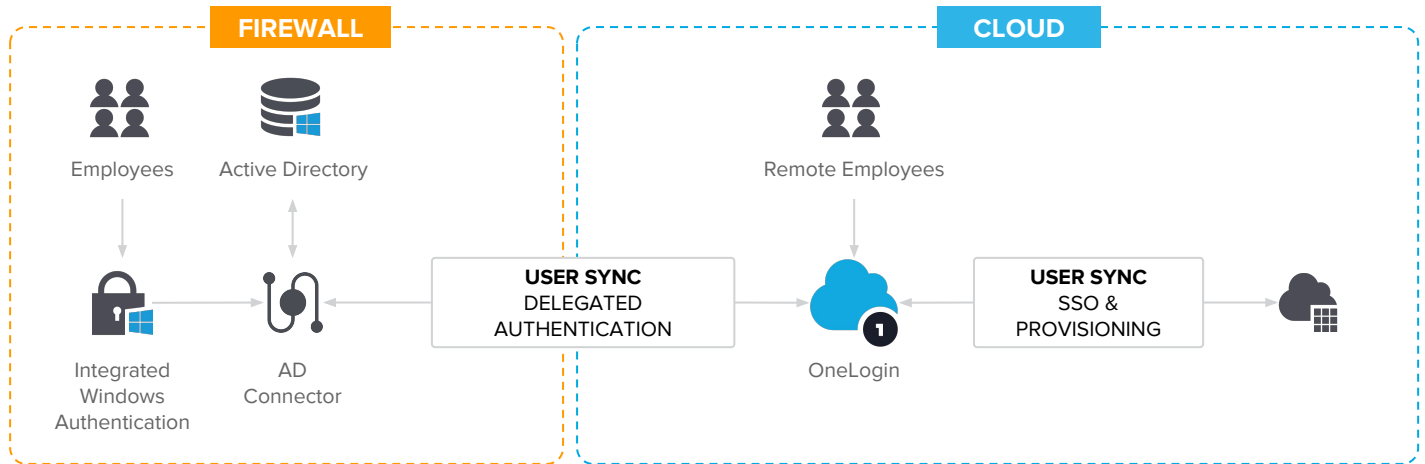 FIREWALL
CLOUD
Employees
Active Directory
Remote Employees
USER SYNC
DELEGATED
AUTHENTICATION
USER SYNC
SSO &
PROVISIONING
1
Integrated
Windows
Authentication
AD
Connector
OneLogin